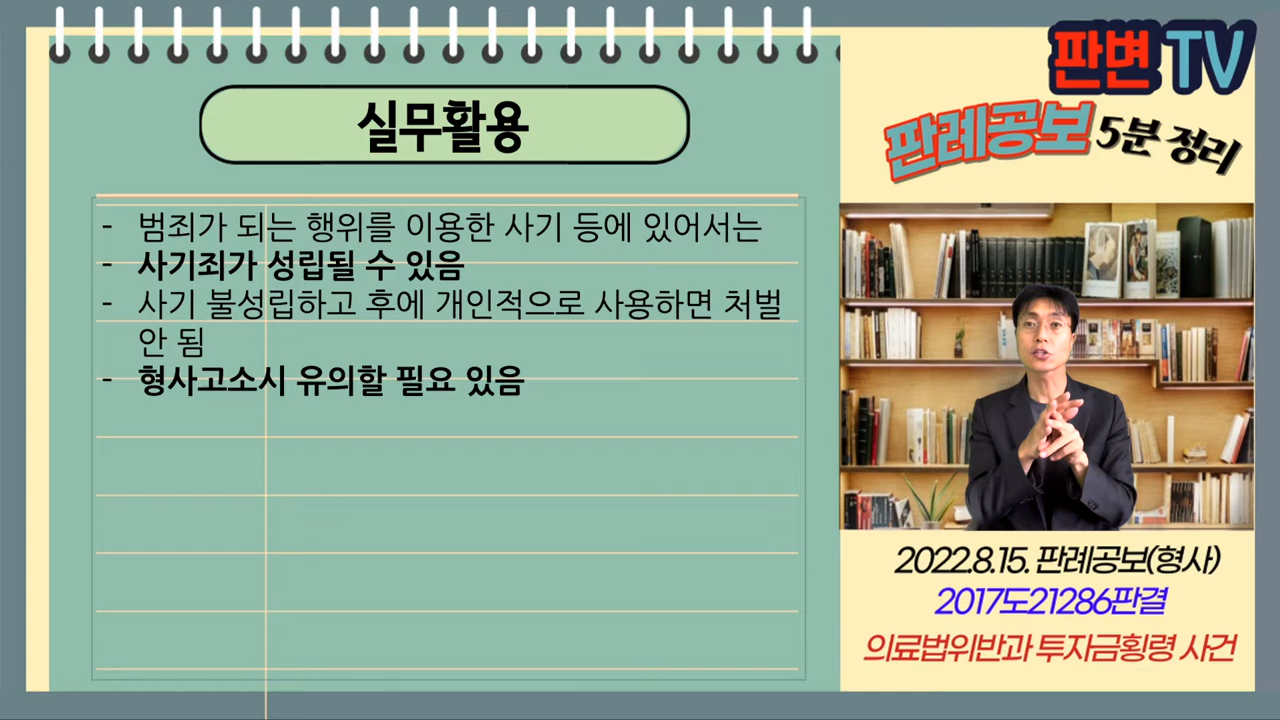 실무활용
- 범죄가 되는 행위를 이용한 사기 등에 있어서는
- 사기죄가 성립될 수 있음
- 사기 불성립하고 후에 개인적으로 사용하면 처벌
안 됨
- 형사고소시 유의할 필요 있음
판변 TV
판례공보 5분 정리
2022.8.15. 판례공보(형사)
2017도21286판결
의료법위반과 투자금횡령 사건